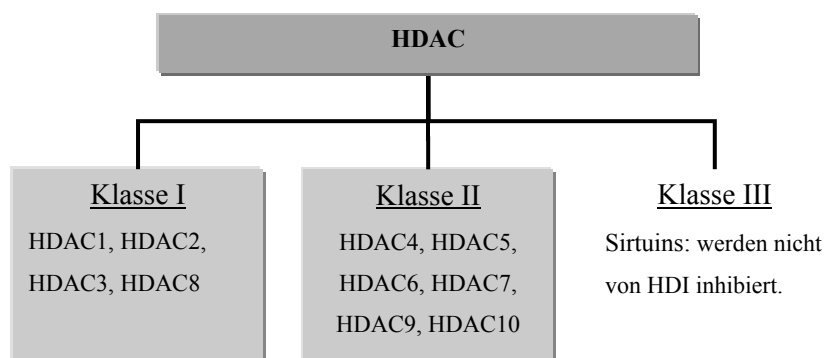 HDAC
Klasse I
HDAC1, HDAC2,
HDAC3, HDAC8
Klasse II
HDAC4, HDAC5,
HDAC6, HDAC7,
HDAC9, HDAC10
Klasse III
Sirtuins: werden nicht
von HDI inhibiert.